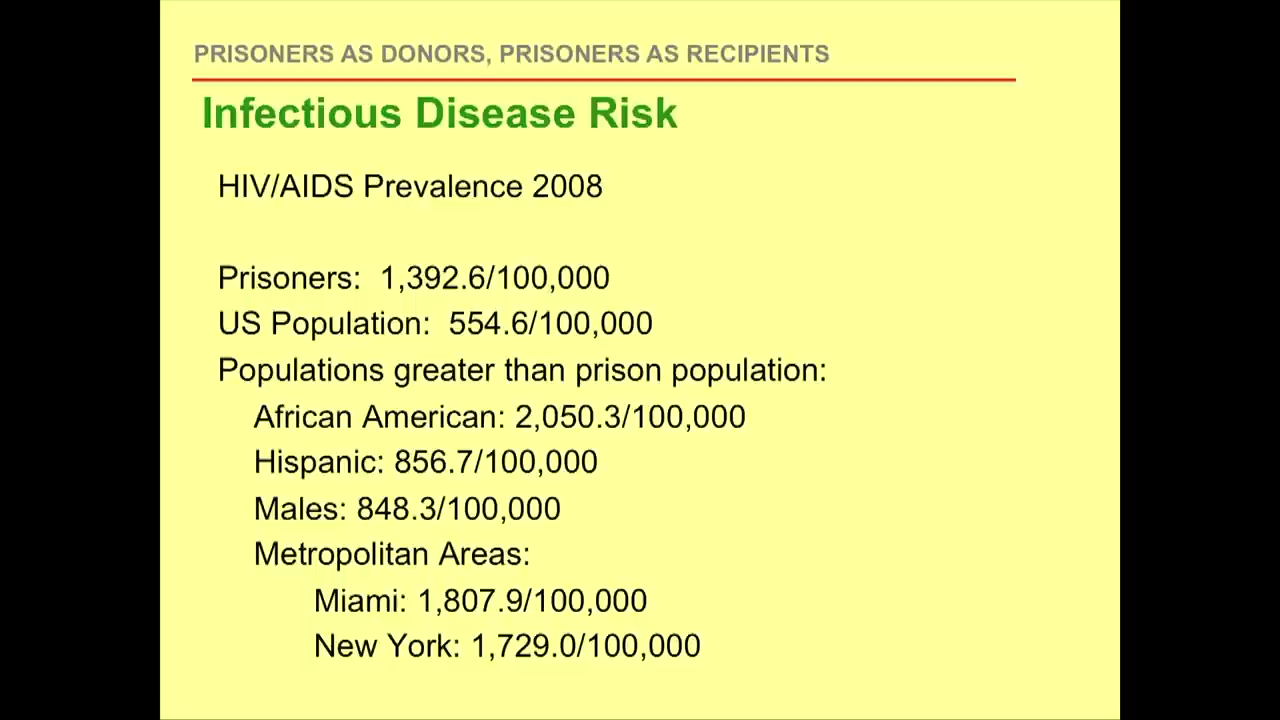 PRISONERS AS DONORS, PRISONERS AS RECIPIENTS
Infectious Disease Risk
HIV/AIDS Prevalence 2008
Prisoners: 1,392.6/100,000
US Population: 554.6/100,000
Populations greater than prison population:
African American: 2,050.3/100,000
Hispanic: 856.7/100,000
Males: 848.3/100,000
Metropolitan Areas:
Miami: 1,807.9/100,000
New York: 1,729.0/100,000